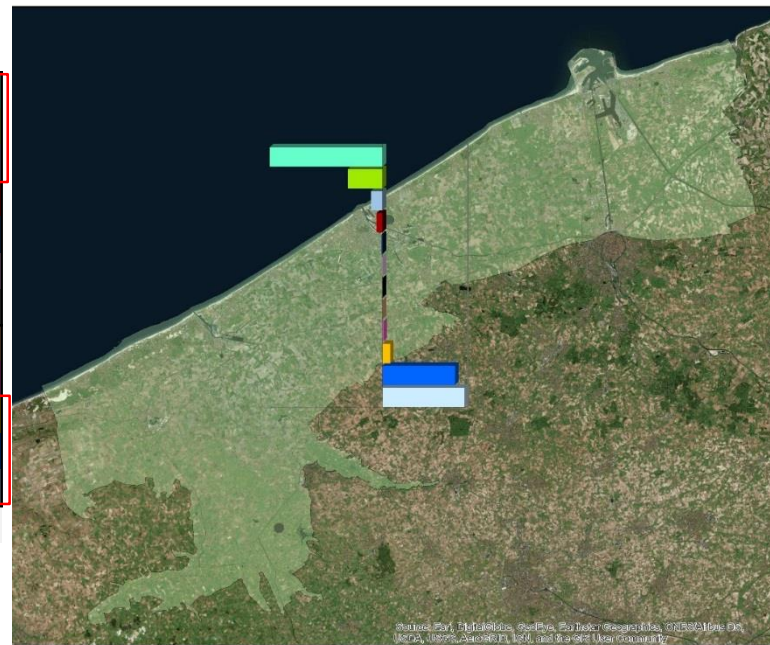 Source: Esri, DigitalGlobe, GeoEye, Earthstar Geographics, CNES/Airbus DS,
USDA, USGS, AeroGRID, IGN, and the GIS User Community